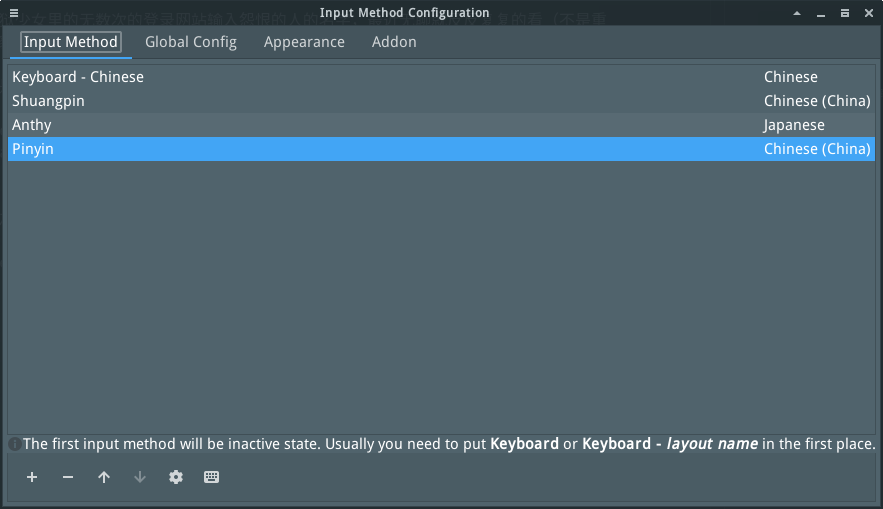 Input Method Configuration
Input Method Global Config Appearance Addon
Keyboard - Chinese Chinese
Shuangpin Chinese (China)
Anthy Japanese
Pinyin Chinese (China)
The first input method will be inactive state. Usually you need to put Keyboard or Keyboard - layout name in the first place.